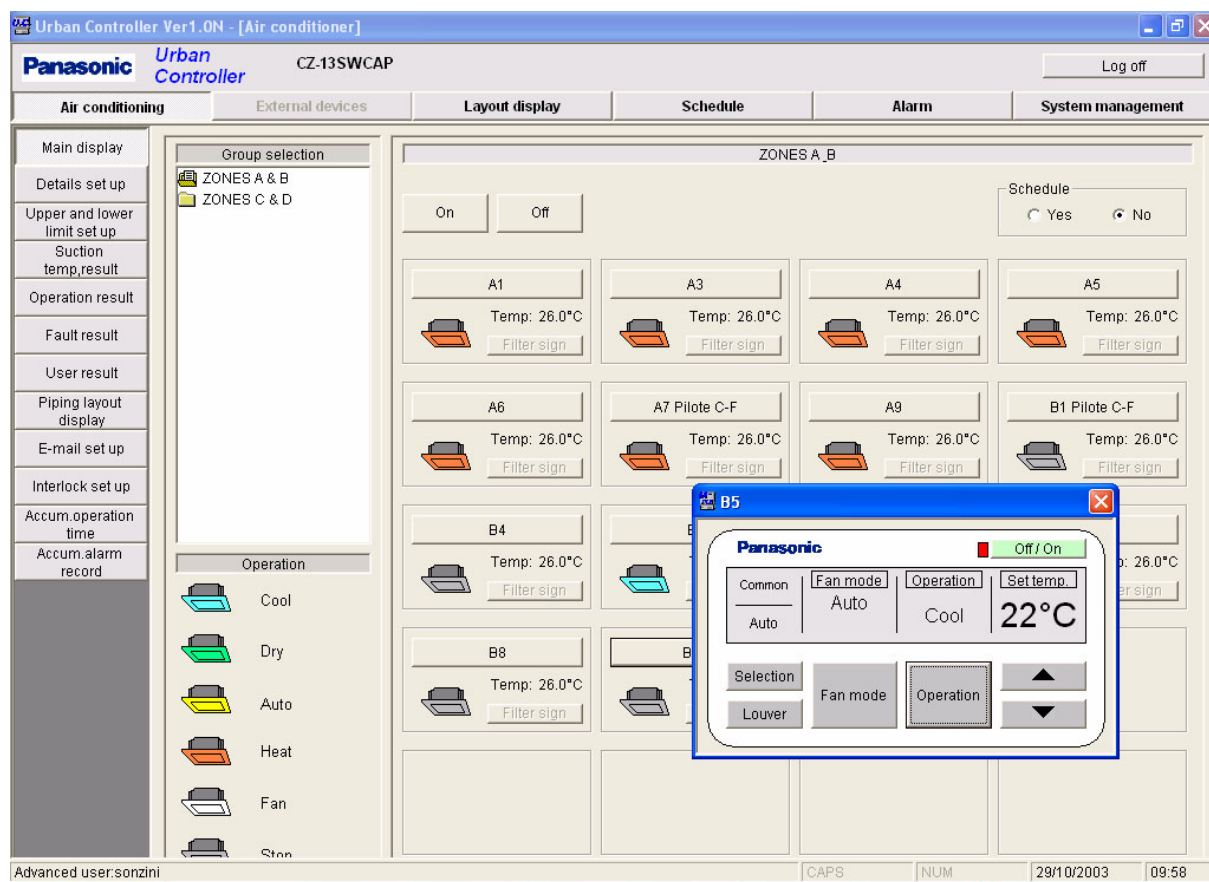 Urban Controller Ver1.0N - [Air conditioner]
Panasonic
Urban
Controller
CZ-13SWCAP
Log off
Air conditioning
External devices
Layout display
Schedule
Alarm
System management
Main display
Details set up
Upper and lower
limit set up
Suction
temp,result
Operation result
Fault result
User result
Piping layout
display
E-mail set up
Interlock set up
Accum.operation
time
Accum.alarm
record
Group selection
ZONES A & B
ZONES C & D
Operation
Cool
Dry
Auto
Heat
Fan
Stop
ZONES A_B
On
Off
Schedule
Yes
No
A1
Temp: 26.0°C
Filter sign
A3
Temp: 26.0°C
Filter sign
A4
Temp: 26.0°C
Filter sign
A5
Temp: 26.0°C
Filter sign
A6
Temp: 26.0°C
Filter sign
A7 Pilote C-F
Temp: 26.0°C
Filter sign
A9
Temp: 26.0°C
Filter sign
B1 Pilote C-F
Temp: 26.0°C
Filter sign
B4
Temp: 26.0°C
Filter sign
B8
Temp: 26.0°C
Filter sign
B5
Panasonic
Off / On
Common
Auto
Fan mode
Auto
Operation
Cool
Set temp.
22°C
Selection
Louver
Fan mode
Operation
26.0°C
sign
Advanced user:sonzini
CAPS
NUM
29/10/2003
09:58